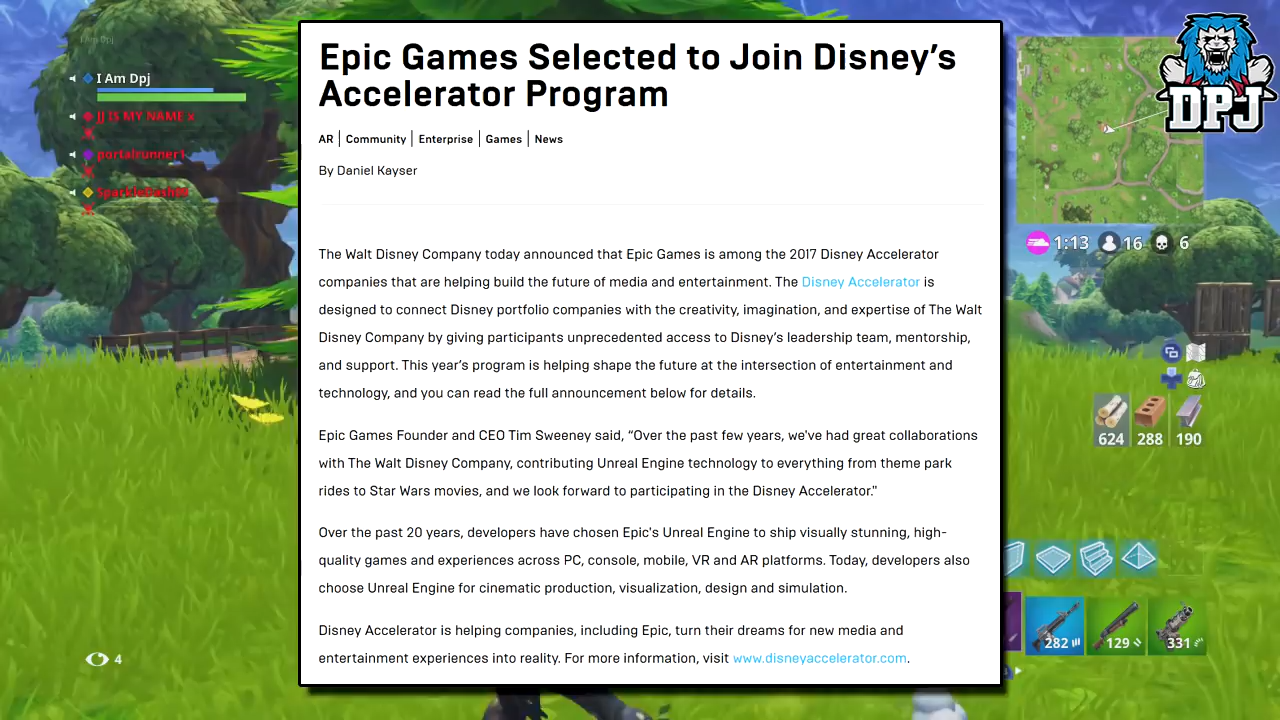 I Am Dpj
I Am Dpj
JJ IS MY NAME x
portalrunner1
Epic Games Selected to Join Disney’s
Accelerator Program
AR | Community | Enterprise | Games | News
By Daniel Kayser
The Walt Disney Company today announced that Epic Games is among the 2017 Disney Accelerator
companies that are helping build the future of media and entertainment. The Disney Accelerator is
designed to connect Disney portfolio companies with the creativity, imagination, and expertise of The Walt
Disney Company by giving participants unprecedented access to Disney’s leadership team, mentorship,
and support. This year’s program is helping shape the future at the intersection of entertainment and
technology, and you can read the full announcement below for details.
Epic Games Founder and CEO Tim Sweeney said, “Over the past few years, we've had great collaborations
with The Walt Disney Company, contributing Unreal Engine technology to everything from theme park
rides to Star Wars movies, and we look forward to participating in the Disney Accelerator."
Over the past 20 years, developers have chosen Epic's Unreal Engine to ship visually stunning, high-
quality games and experiences across PC, console, mobile, VR and AR platforms. Today, developers also
choose Unreal Engine for cinematic production, visualization, design and simulation.
Disney Accelerator is helping companies, including Epic, turn their dreams for new media and
entertainment experiences into reality. For more information, visit www.disneyaccelerator.com.
DPJ
1:13 16 6
624 288 190
282 129 331
4